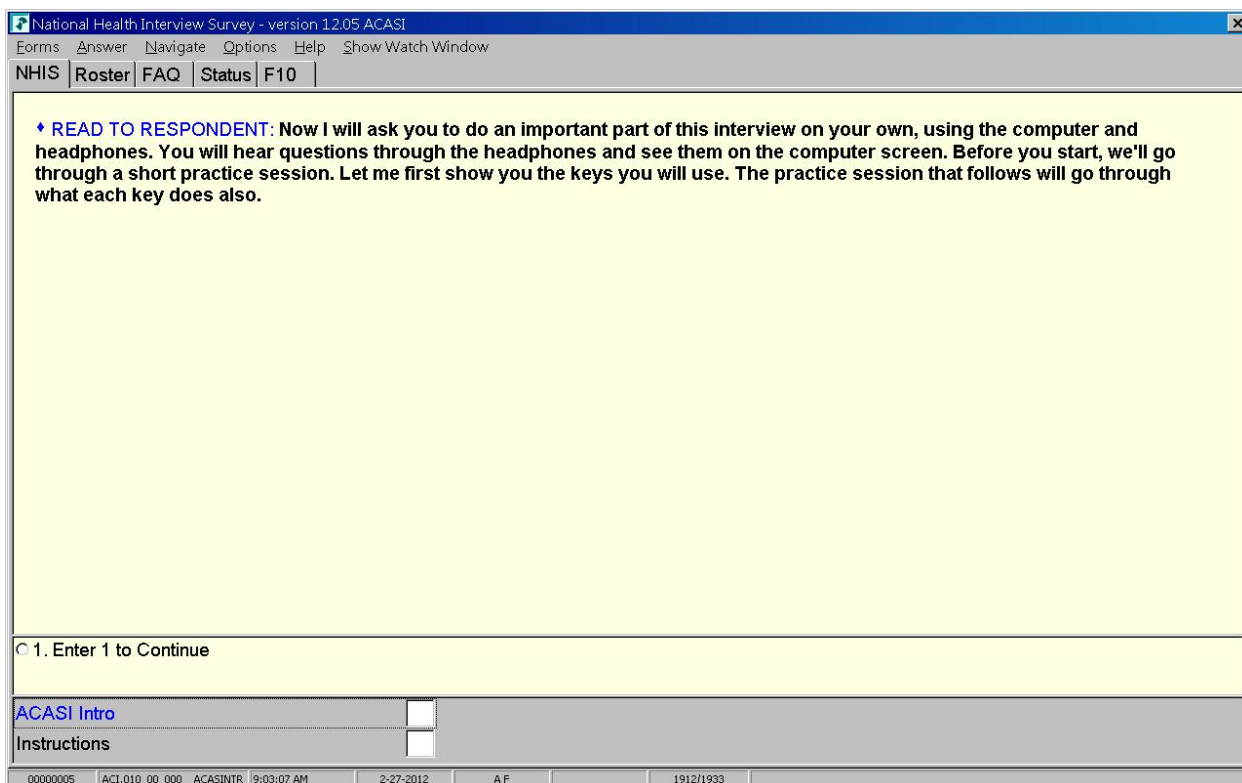 National Health Interview Survey - version 12.05 ACASI
Forms Answer Navigate Options Help Show Watch Window
NHIS Roster FAQ Status F10
READ TO RESPONDENT: Now I will ask you to do an important part of this interview on your own, using the computer and
headphones. You will hear questions through the headphones and see them on the computer screen. Before you start, we'll go
through a short practice session. Let me first show you the keys you will use. The practice session that follows will go through
what each key does also.
1. Enter 1 to Continue
ACASI Intro
Instructions
00000005 ACI.010_00_000_ ACASINTR 9:03:07 AM 2-27-2012 A F 1912/1933